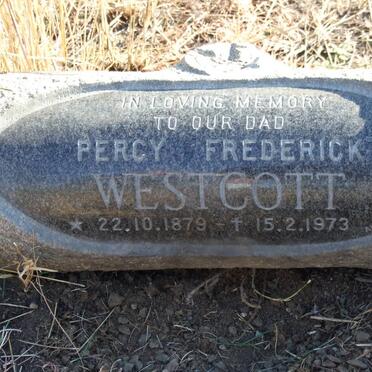 IN LOVING MEMORY
TO OUR DAD
PERCY FREDERICK
WESTCOTT
* 22.10.1879 - † 15.2.1973